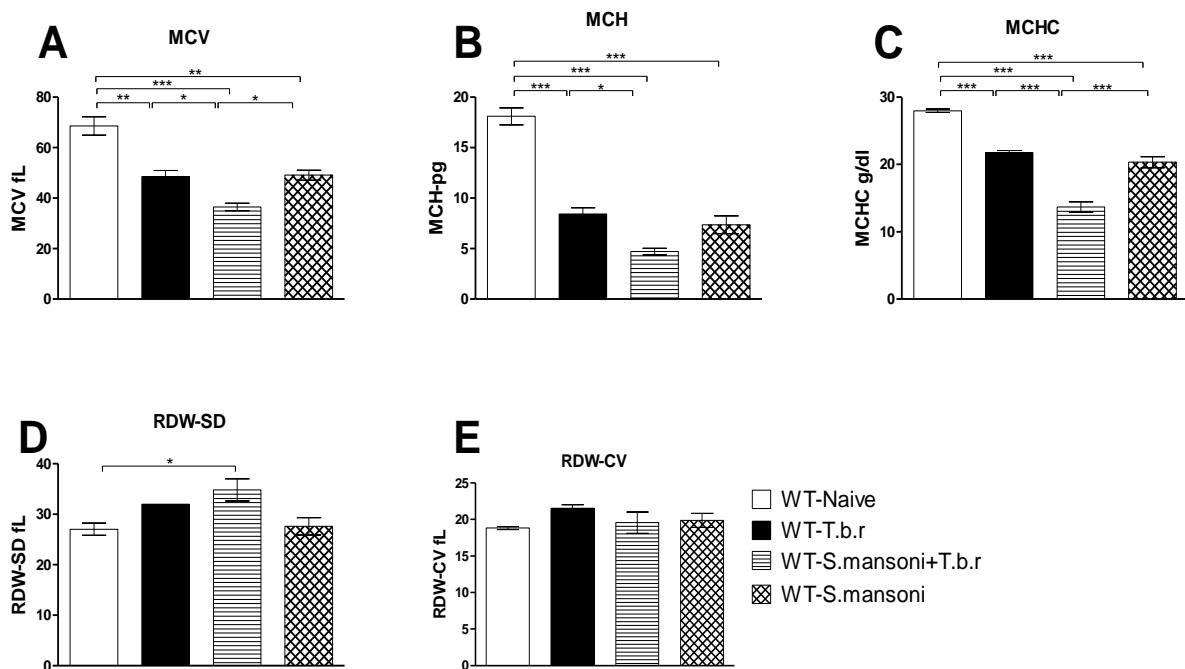 A
MCV
**
***
**
*
*
80
60
40
20
0
MCV fL
B
MCH
***
***
***
*
20
15
10
5
0
MCH-pg
C
MCHC
***
***
***
***
***
30
20
10
0
MCHC g/dl
D
RDW-SD
*
40
30
20
10
0
RDW-SD fL
E
RDW-CV
25
20
15
10
5
0
RDW-CV fL
WT-Naive
WT-T.b.r
WT-S.mansoni+T.b.r
WT-S.mansoni